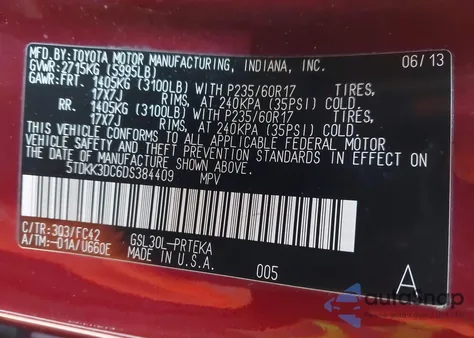 MFD.BY:TOYOTA MOTOR MANUFACTURING, INDIANA, INC. 06/13
GVWR:2715KG (5995LB)
GAWR:FRT. 1405KG (3100LB) WITH P235/60R17 TIRES,
17X7J RIMS, AT 240KPA (35PSI) COLD.
RR. 1405KG (3100LB) WITH P235/60R17 TIRES,
17X7J RIMS, AT 240KPA (35PSI) COLD.
THIS VEHICLE CONFORMS TO ALL APPLICABLE FEDERAL MOTOR
VEHICLE SAFETY AND THEFT PREVENTION STANDARDS IN EFFECT ON
THE DATE OF MANUFACTURE SHOWN ABOVE.
5TDKK3DC6DS384409 MPV
C/TR:3Q3/FC42 GSL30L-PRTEKA
A/TM:-01A/U660E MADE IN U.S.A. 005 A
autoSnap